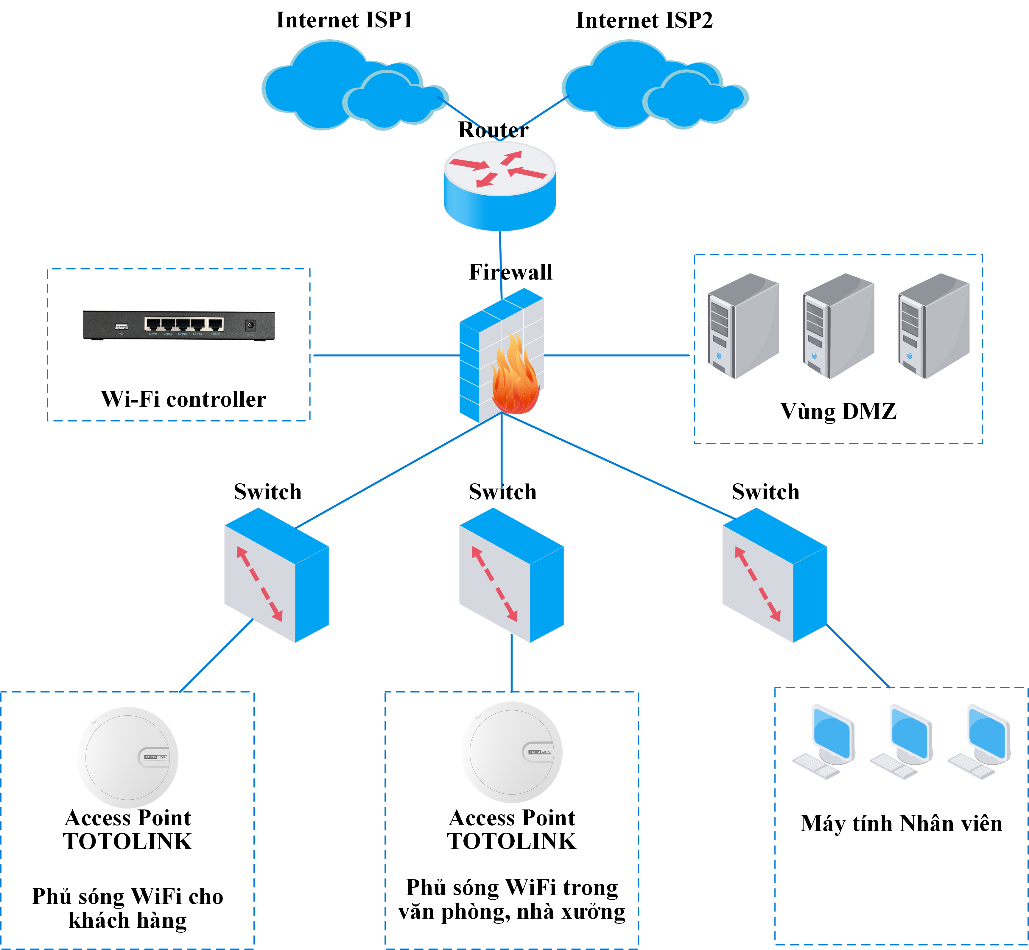 Internet ISP1
Internet ISP2
Router
Firewall
Wi-Fi controller
Vùng DMZ
Switch
Switch
Switch
Access Point
TOTOLINK
Phủ sóng WiFi cho
khách hàng
Access Point
TOTOLINK
Phủ sóng WiFi trong
văn phòng, nhà xưởng
Máy tính Nhân viên